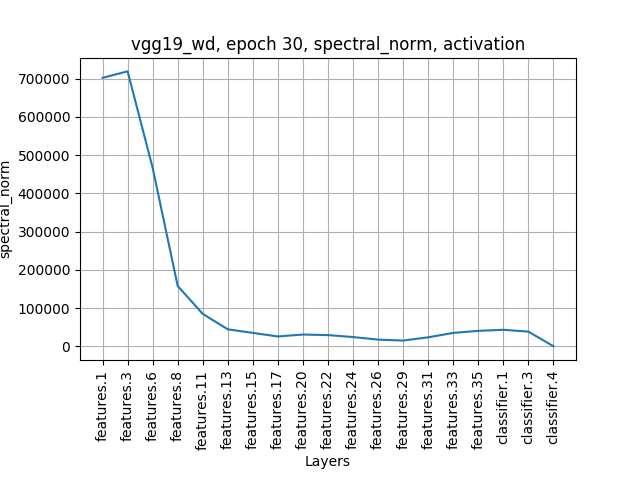 vgg19_wd, epoch 30, spectral_norm, activation
spectral_norm
700000
600000
500000
400000
300000
200000
100000
0
features.1
features.3
features.6
features.8
features.11
features.13
features.15
features.17
features.20
features.22
features.24
features.26
features.29
features.31
features.33
features.35
classifier.1
classifier.3
classifier.4
Layers